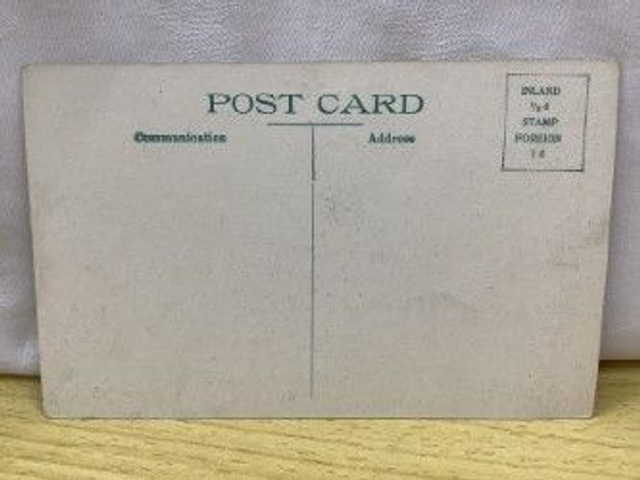 POST CARD
Communication
Address
INLAND
½ d
STAMP
FOREIGN
1 d